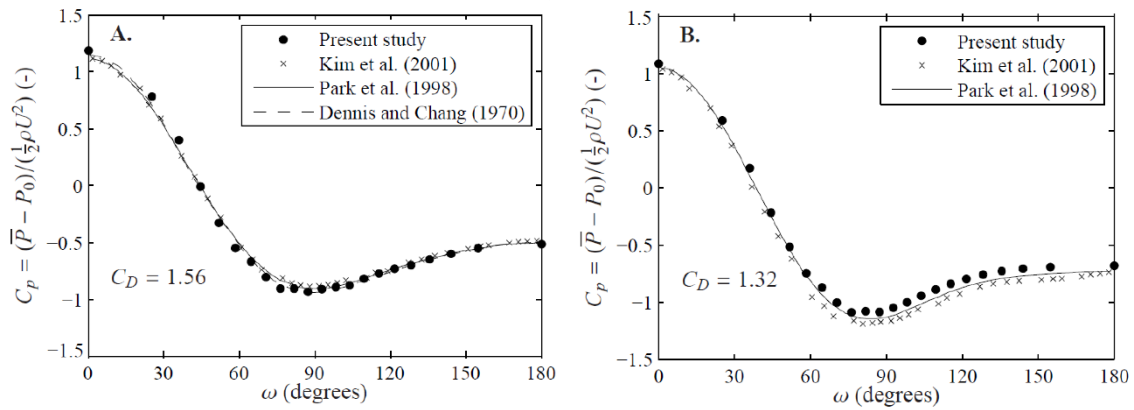 A.
Present study
Kim et al. (2001)
Park et al. (1998)
Dennis and Chang (1970)
1.5
1
0.5
0
−0.5
−1
−1.5
C_p = (P̅ − P_0)/(½ρU²) (-)
C_D = 1.56
0 30 60 90 120 150 180
ω (degrees)
B.
Present study
Kim et al. (2001)
Park et al. (1998)
1.5
1
0.5
0
−0.5
−1
−1.5
C_p = (P̅ − P_0)/(½ρU²) (-)
C_D = 1.32
0 30 60 90 120 150 180
ω (degrees)